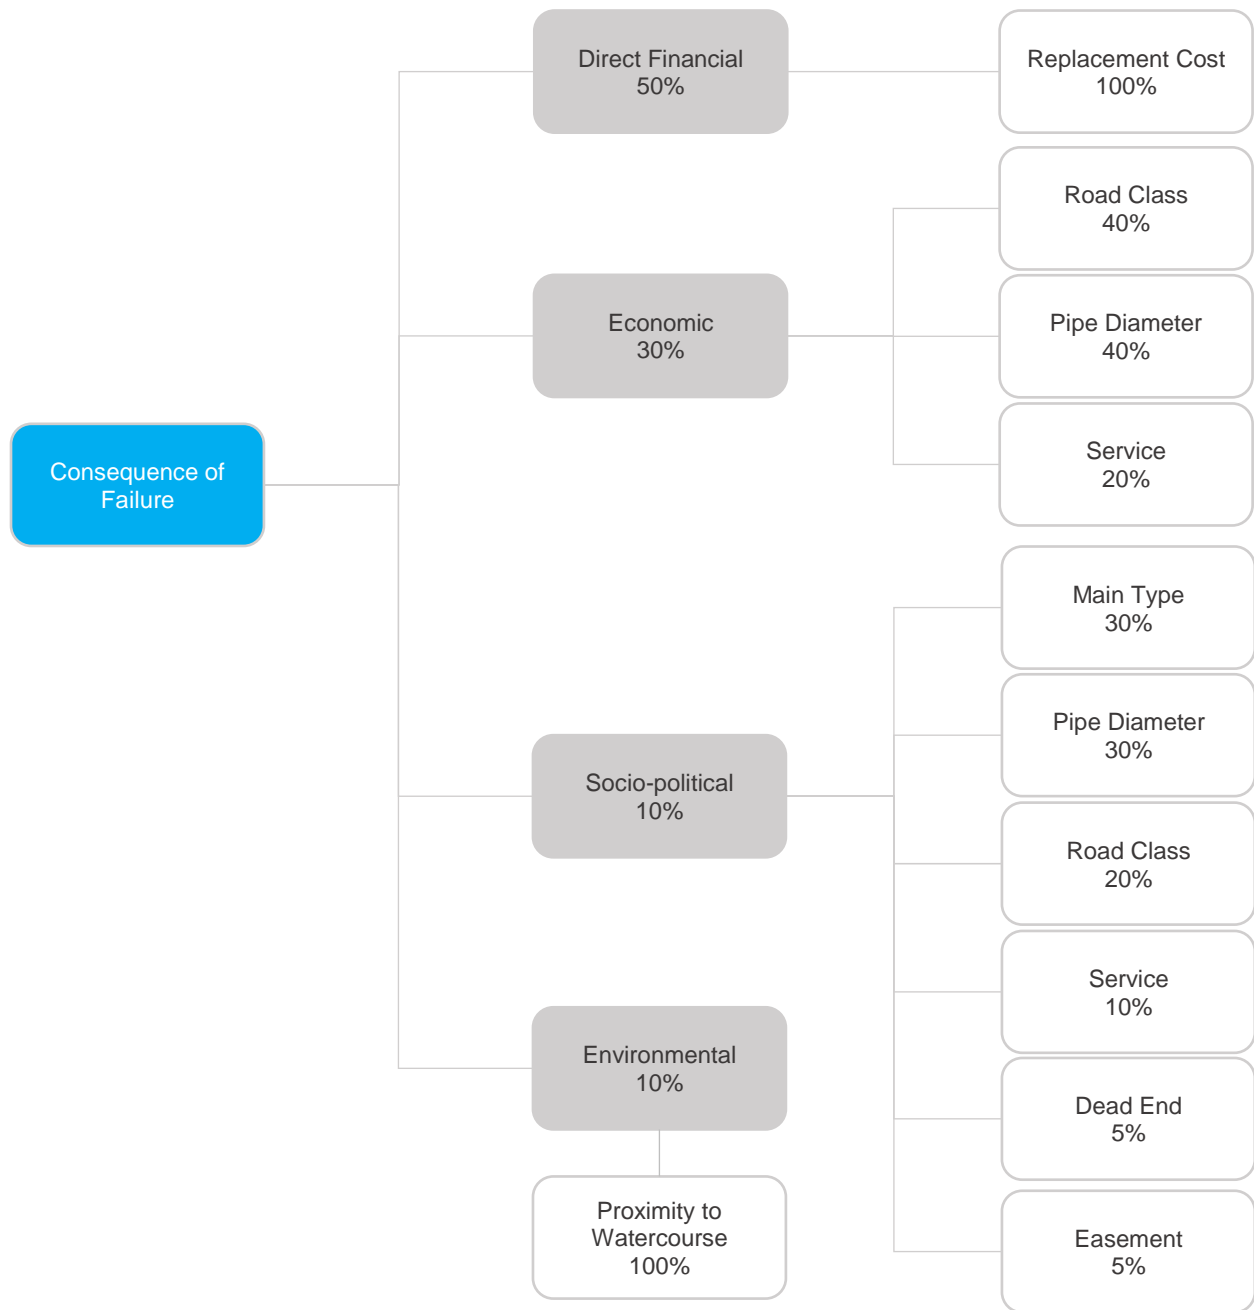 Consequence of
Failure
Direct Financial
50%
Replacement Cost
100%
Economic
30%
Road Class
40%
Pipe Diameter
40%
Service
20%
Socio-political
10%
Main Type
30%
Pipe Diameter
30%
Road Class
20%
Service
10%
Dead End
5%
Easement
5%
Environmental
10%
Proximity to
Watercourse
100%